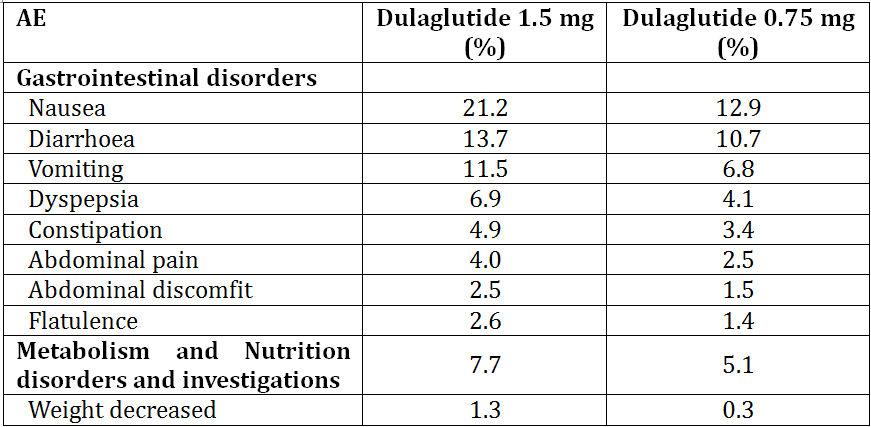 AE Dulaglutide 1.5 mg (%) Dulaglutide 0.75 mg (%)
Gastrointestinal disorders
Nausea 21.2 12.9
Diarrhoea 13.7 10.7
Vomiting 11.5 6.8
Dyspepsia 6.9 4.1
Constipation 4.9 3.4
Abdominal pain 4.0 2.5
Abdominal discomfit 2.5 1.5
Flatulence 2.6 1.4
Metabolism and Nutrition
disorders and investigations 7.7 5.1
Weight decreased 1.3 0.3